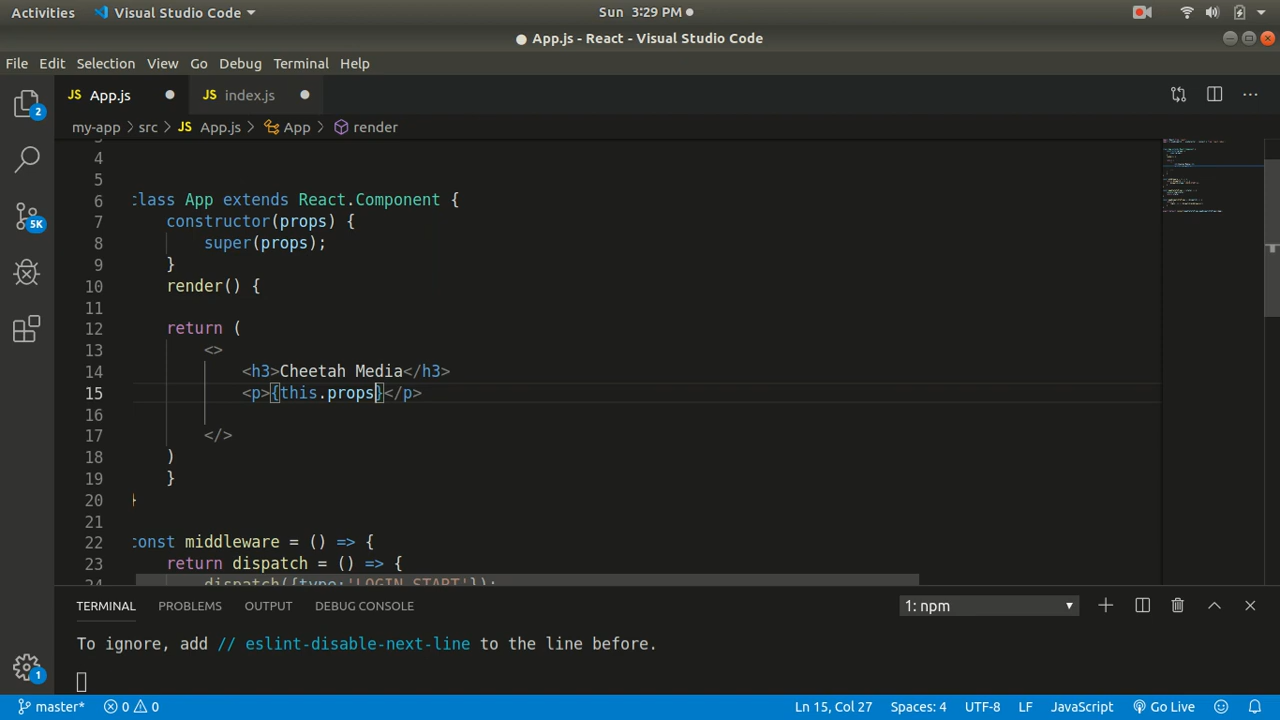 Activities Visual Studio Code Sun 3:29 PM
App.js - React - Visual Studio Code
File Edit Selection View Go Debug Terminal Help
JS App.js JS index.js
my-app > src > JS App.js > App > render
4
5
6 class App extends React.Component {
7 constructor(props) {
8 super(props);
9 }
10 render() {
11
12 return (
13 <>
14 <h3>Cheetah Media</h3>
15 <p>{this.props}</p>
16
17 </>
18 )
19 }
20 }
21
22 const middleware = () => {
23 return dispatch = () => {
24 dispatch({type:'LOGIN_START'});
2
5K
1
TERMINAL PROBLEMS OUTPUT DEBUG CONSOLE 1: npm
To ignore, add // eslint-disable-next-line to the line before.
master* 0 0 Ln 15, Col 27 Spaces: 4 UTF-8 LF JavaScript Go Live